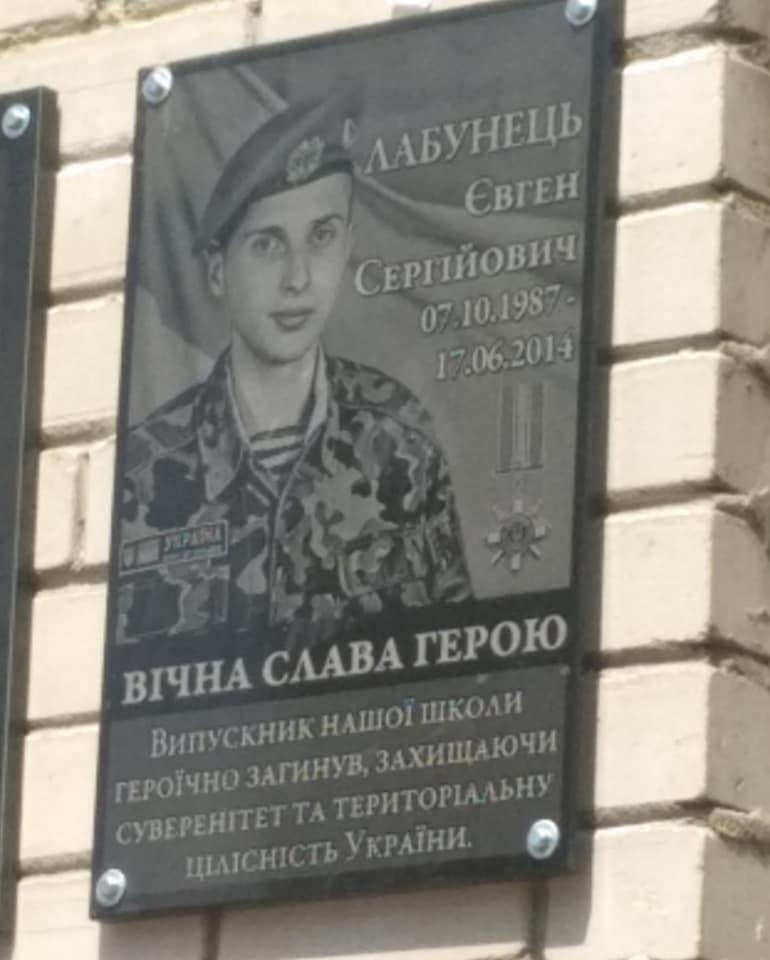 ЛАБУНЕЦЬ
ЄВГЕН
СЕРГІЙОВИЧ
07.10.1987 -
17.06.2014
УКРАЇНА
ВІЧНА СЛАВА ГЕРОЮ
ВИПУСКНИК НАШОЇ ШКОЛИ
ГЕРОЇЧНО ЗАГИНУВ, ЗАХИЩАЮЧИ
СУВЕРЕНІТЕТ ТА ТЕРИТОРІАЛЬНУ
ЦІЛІСНІСТЬ УКРАЇНИ.